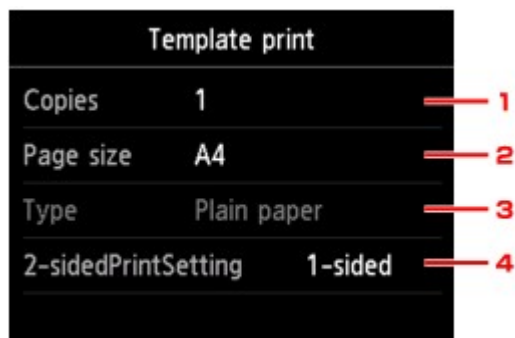 Template print
Copies 1 1
Page size A4 2
Type Plain paper 3
2-sidedPrintSetting 1-sided 4